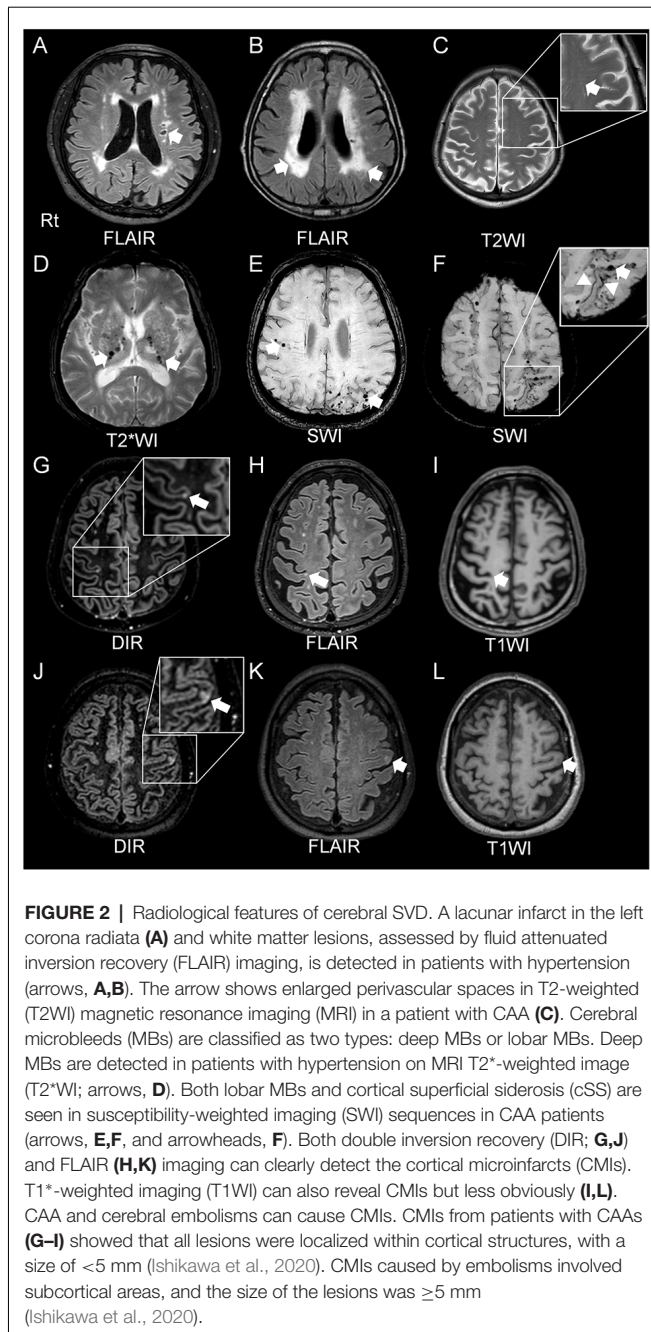 A
B
C
Rt
FLAIR
FLAIR
T2WI
D
E
F
T2*WI
SWI
SWI
G
H
I
DIR
FLAIR
T1WI
J
K
L
DIR
FLAIR
T1WI
FIGURE 2 | Radiological features of cerebral SVD. A lacunar infarct in the left
corona radiata (A) and white matter lesions, assessed by fluid attenuated
inversion recovery (FLAIR) imaging, is detected in patients with hypertension
(arrows, A,B). The arrow shows enlarged perivascular spaces in T2-weighted
(T2WI) magnetic resonance imaging (MRI) in a patient with CAA (C). Cerebral
microbleeds (MBs) are classified as two types: deep MBs or lobar MBs. Deep
MBs are detected in patients with hypertension on MRI T2*-weighted image
(T2*WI; arrows, D). Both lobar MBs and cortical superficial siderosis (cSS) are
seen in susceptibility-weighted imaging (SWI) sequences in CAA patients
(arrows, E,F, and arrowheads, F). Both double inversion recovery (DIR; G,J)
and FLAIR (H,K) imaging can clearly detect the cortical microinfarcts (CMIs).
T1*-weighted imaging (T1WI) can also reveal CMIs but less obviously (I,L).
CAA and cerebral embolisms can cause CMIs. CMIs from patients with CAAs
(G–I) showed that all lesions were localized within cortical structures, with a
size of <5 mm (Ishikawa et al., 2020). CMIs caused by embolisms involved
subcortical areas, and the size of the lesions was ≥5 mm
(Ishikawa et al., 2020).